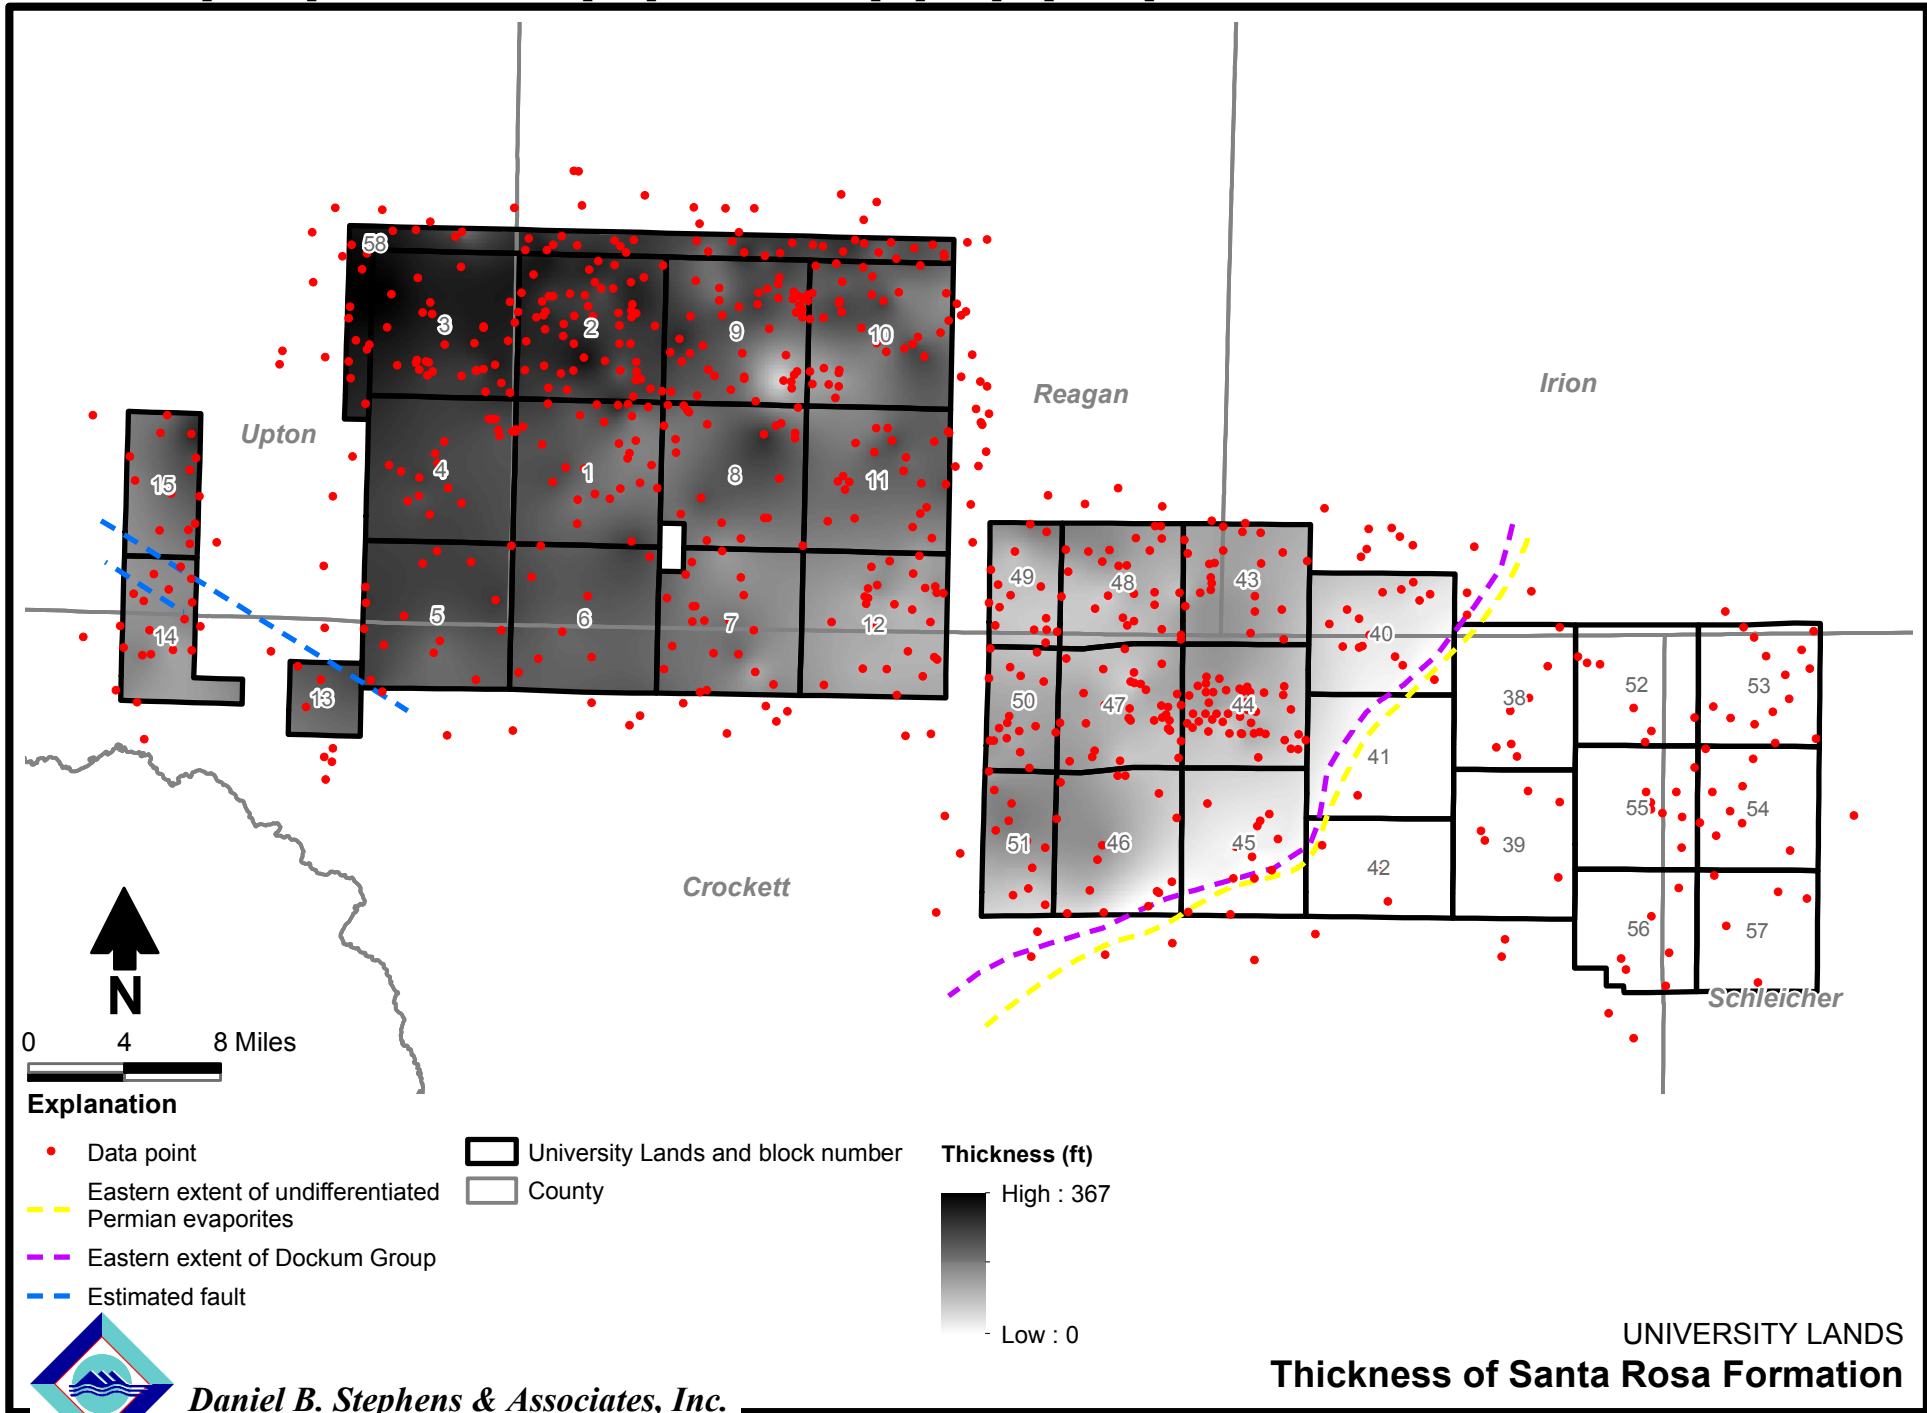 58
3
2
9
10
Reagan
Irion
Upton
4
1
8
11
15
49
48
43
5
6
7
12
14
40
13
50
47
44
38
52
53
41
55
54
51
46
45
42
39
Crockett
56
57
Schleicher
N
0 4 8 Miles
Explanation
Data point
Eastern extent of undifferentiated
Permian evaporites
Eastern extent of Dockum Group
Estimated fault
University Lands and block number
County
Thickness (ft)
High : 367
Low : 0
UNIVERSITY LANDS
Thickness of Santa Rosa Formation
Daniel B. Stephens & Associates, Inc.